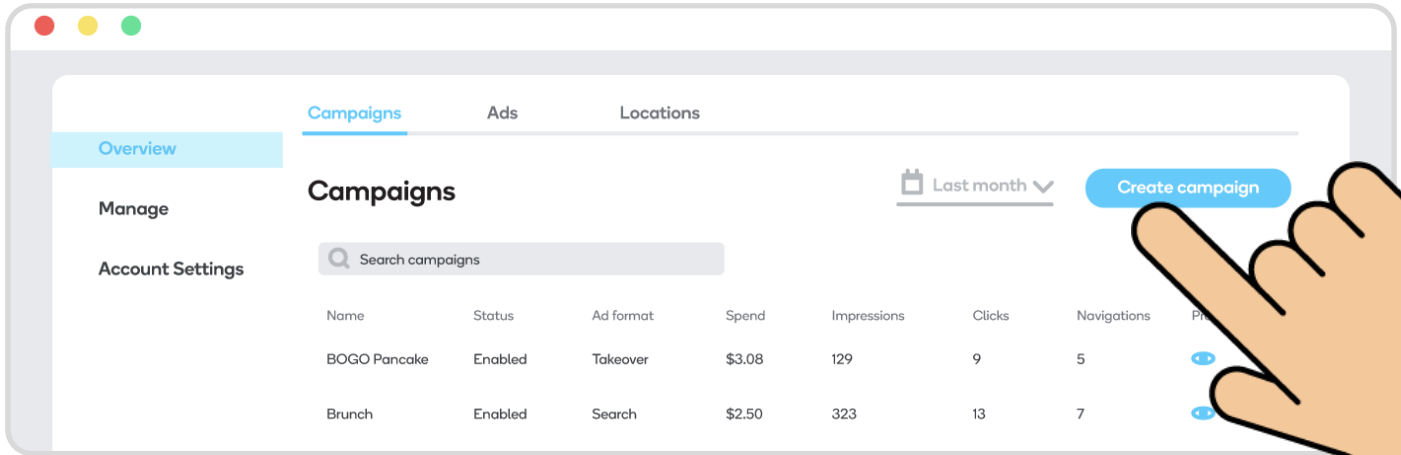 Campaigns Ads Locations
Overview
Manage
Account Settings
Campaigns
Last month
Create campaign
Search campaigns
Name Status Ad format Spend Impressions Clicks Navigations
BOGO Pancake Enabled Takeover $3.08 129 9 5
Brunch Enabled Search $2.50 323 13 7